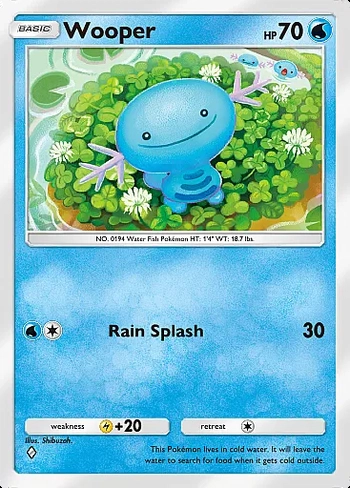 BASIC Wooper HP 70
NO. 0194 Water Fish Pokémon HT: 1'4" WT: 18.7 lbs.
Rain Splash 30
weakness +20 retreat
Illus. Shibuzoh.
This Pokémon lives in cold water. It will leave
the water to search for food when it gets cold outside.